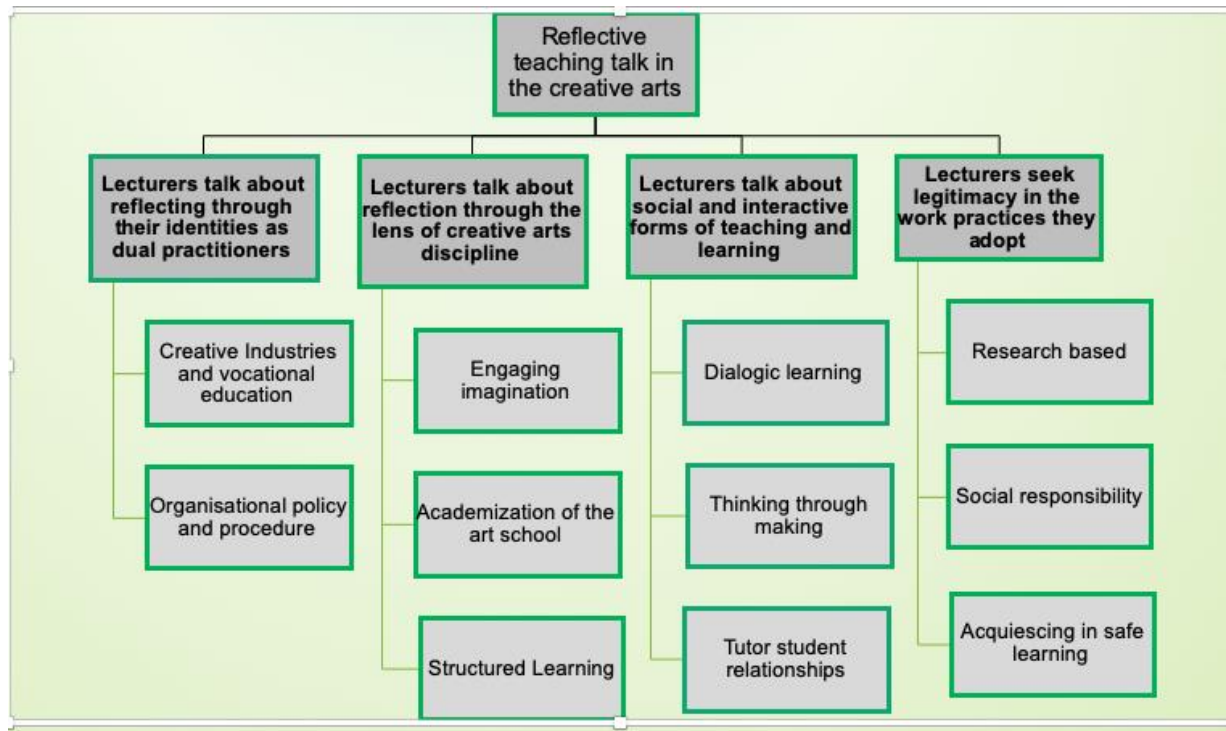 Reflective
teaching talk in
the creative arts
Lecturers talk about
reflecting through
their identities as
dual practitioners
Creative Industries
and vocational
education
Organisational policy
and procedure
Lecturers talk about
reflection through the
lens of creative arts
discipline
Engaging
imagination
Academization of the
art school
Structured Learning
Lecturers talk about
social and interactive
forms of teaching and
learning
Dialogic learning
Thinking through
making
Tutor student
relationships
Lecturers seek
legitimacy in the
work practices they
adopt
Research based
Social responsibility
Acquiescing in safe
learning